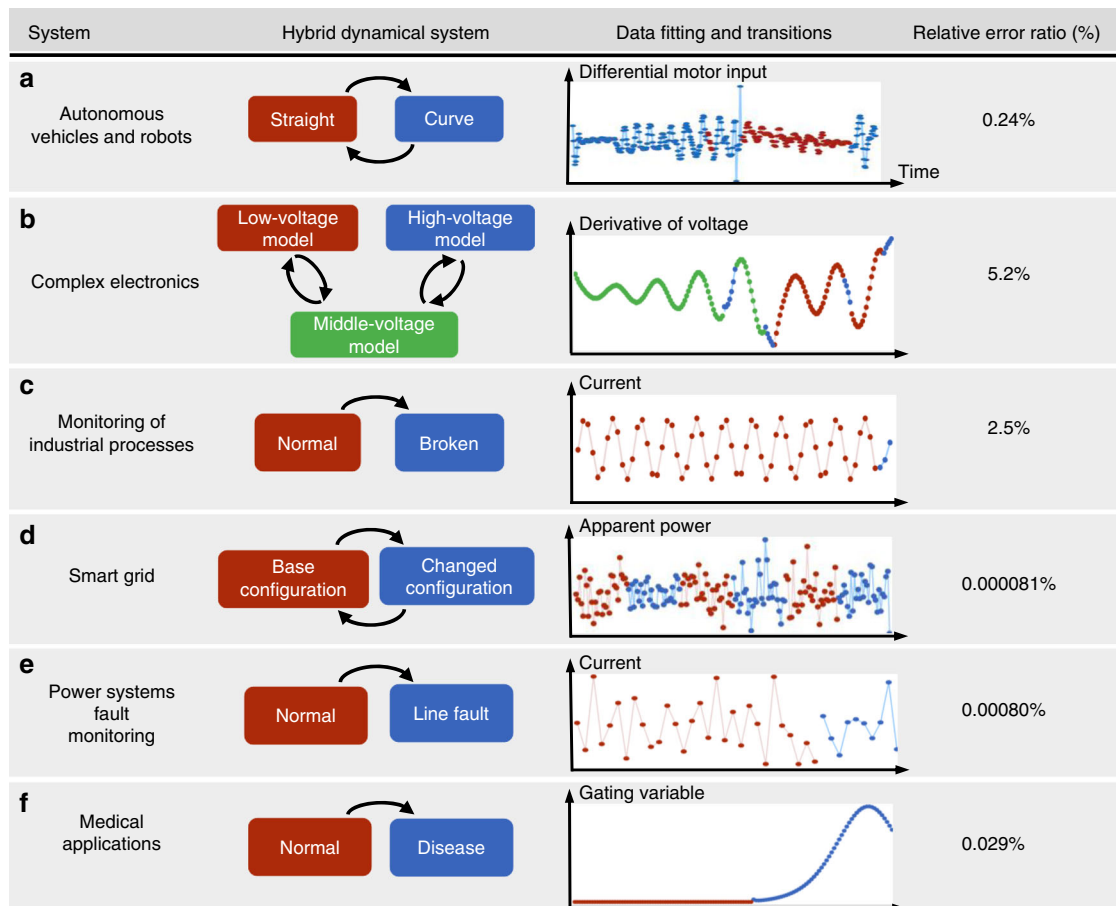 System
Hybrid dynamical system
Data fitting and transitions
Relative error ratio (%)
a
Autonomous
vehicles and robots
Straight
Curve
Differential motor input
Time
0.24%
b
Complex electronics
Low-voltage
model
High-voltage
model
Middle-voltage
model
Derivative of voltage
5.2%
c
Monitoring of
industrial processes
Normal
Broken
Current
2.5%
d
Smart grid
Base
configuration
Changed
configuration
Apparent power
0.000081%
e
Power systems
fault
monitoring
Normal
Line fault
Current
0.00080%
f
Medical
applications
Normal
Disease
Gating variable
0.029%